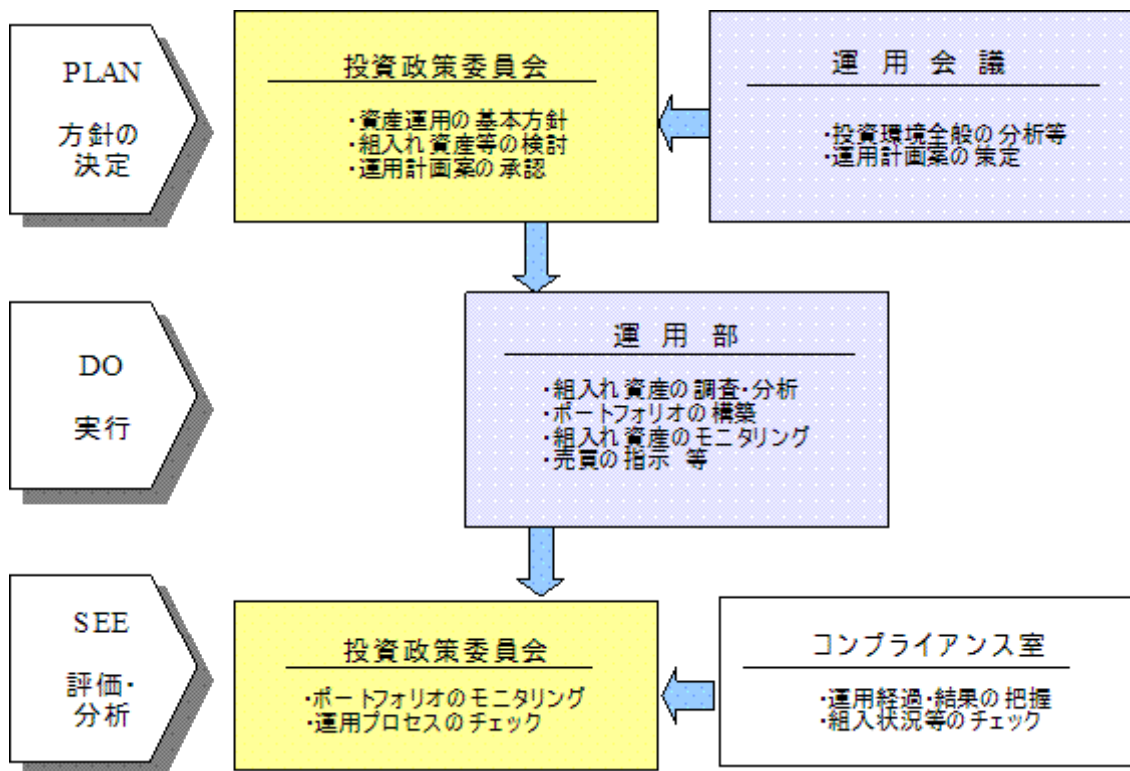 PLAN
方針の
決定
投資政策委員会
・資産運用の基本方針
・組入れ資産等の検討
・運用計画案の承認
運 用 会 議
・投資環境全般の分析等
・運用計画案の策定
DO
実行
運 用 部
・組入れ資産の調査・分析
・ポートフォリオの構築
・組入れ資産のモニタリング
・売買の指示 等
SEE
評価・
分析
投資政策委員会
・ポートフォリオのモニタリング
・運用プロセスのチェック
コンプライアンス室
・運用経過・結果の把握
・組入状況等のチェック